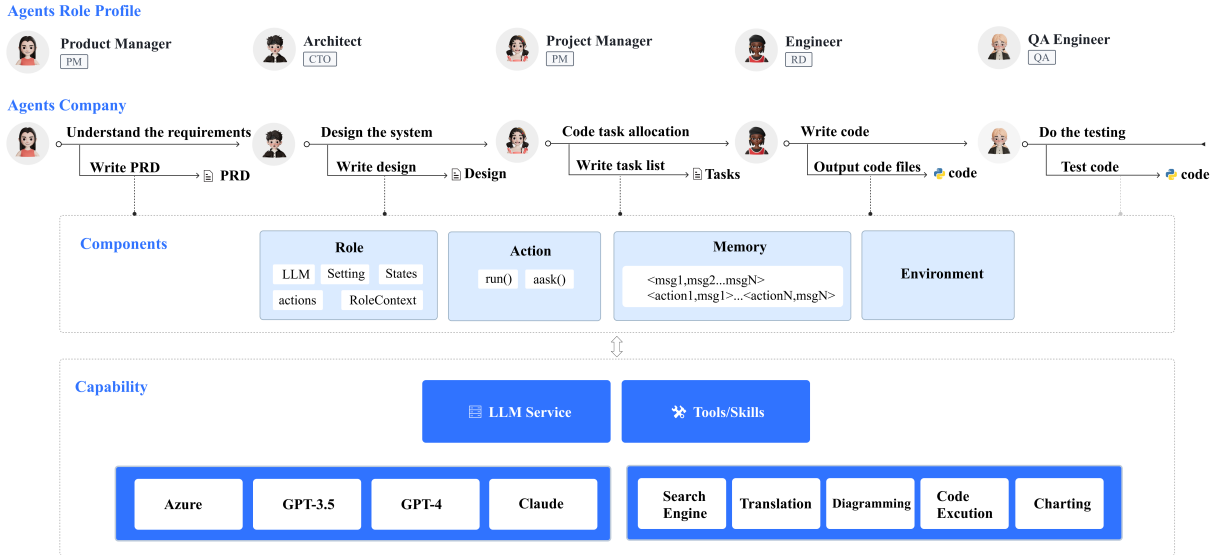 Agents Role Profile
Product Manager
PM
Architect
CTO
Project Manager
PM
Engineer
RD
QA Engineer
QA
Agents Company
Understand the requirements
Write PRD
PRD
Design the system
Write design
Design
Code task allocation
Write task list
Tasks
Write code
Output code files
code
Do the testing
Test code
code
Components
Role
LLM
Setting
States
actions
RoleContext
Action
run()
aask()
Memory
<msg1,msg2...msgN>
<action1,msg1>...<actionN,msgN>
Environment
Capability
LLM Service
Tools/Skills
Azure
GPT-3.5
GPT-4
Claude
Search
Engine
Translation
Diagramming
Code
Excution
Charting